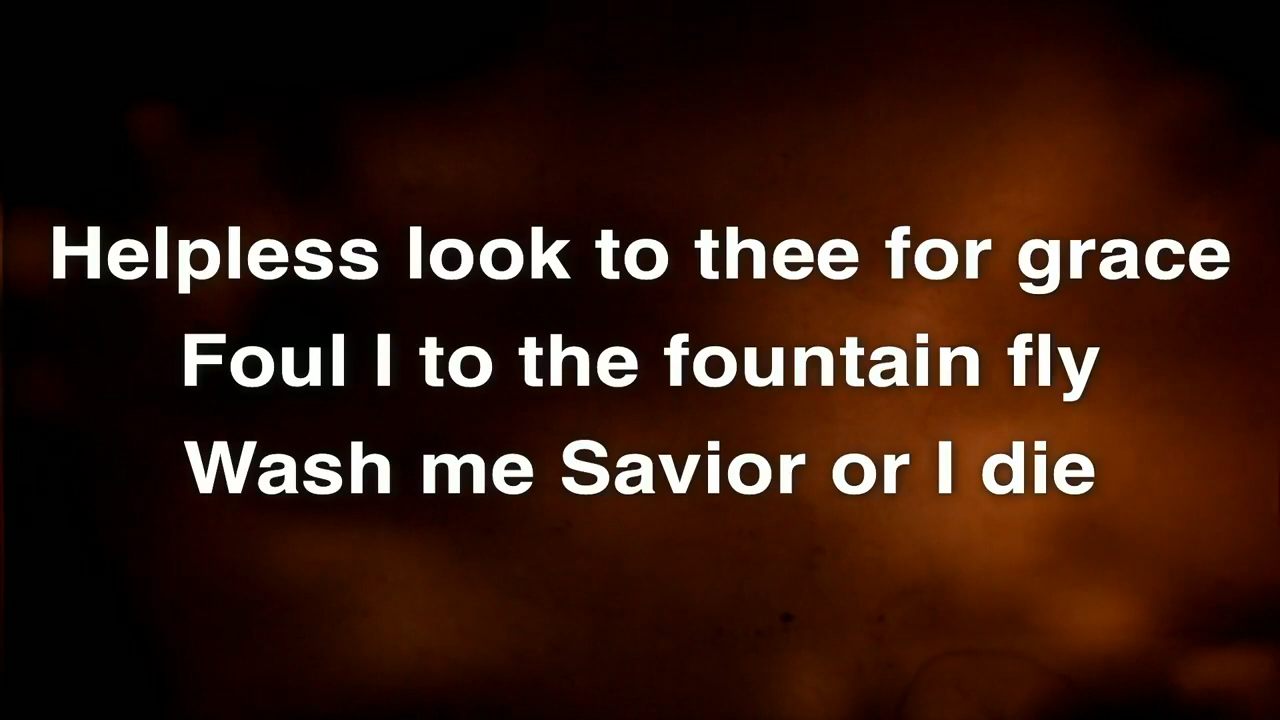 Helpless look to thee for grace
Foul I to the fountain fly
Wash me Savior or I die